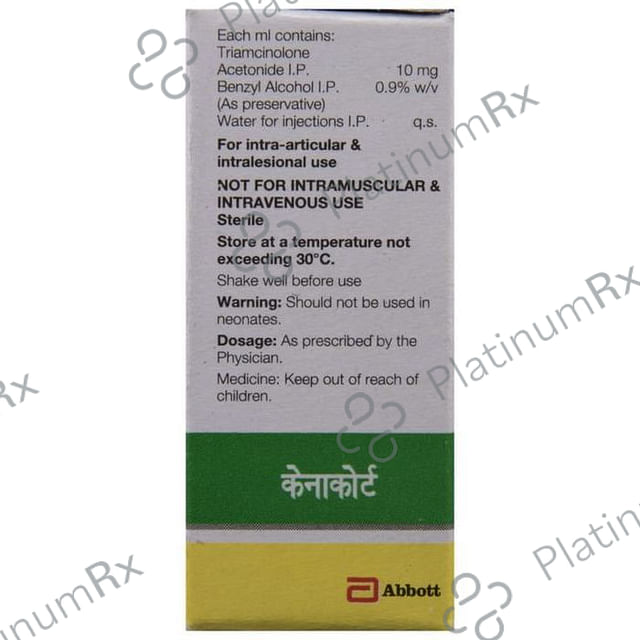 Each ml contains:
Triamcinolone
Acetonide I.P. 10 mg
Benzyl Alcohol I.P. 0.9% w/v
(As preservative)
Water for injections I.P. q.s.
For intra-articular &
intralesional use
NOT FOR INTRAMUSCULAR &
INTRAVENOUS USE
Sterile
Store at a temperature not
exceeding 30°C.
Shake well before use
Warning: Should not be used in
neonates.
Dosage: As prescribed by the
Physician.
Medicine: Keep out of reach of
children.
केनाकोर्ट
Abbott
PlatinumRx
PlatinumRx
PlatinumRx
Rx
PlatinumRx
inumRx